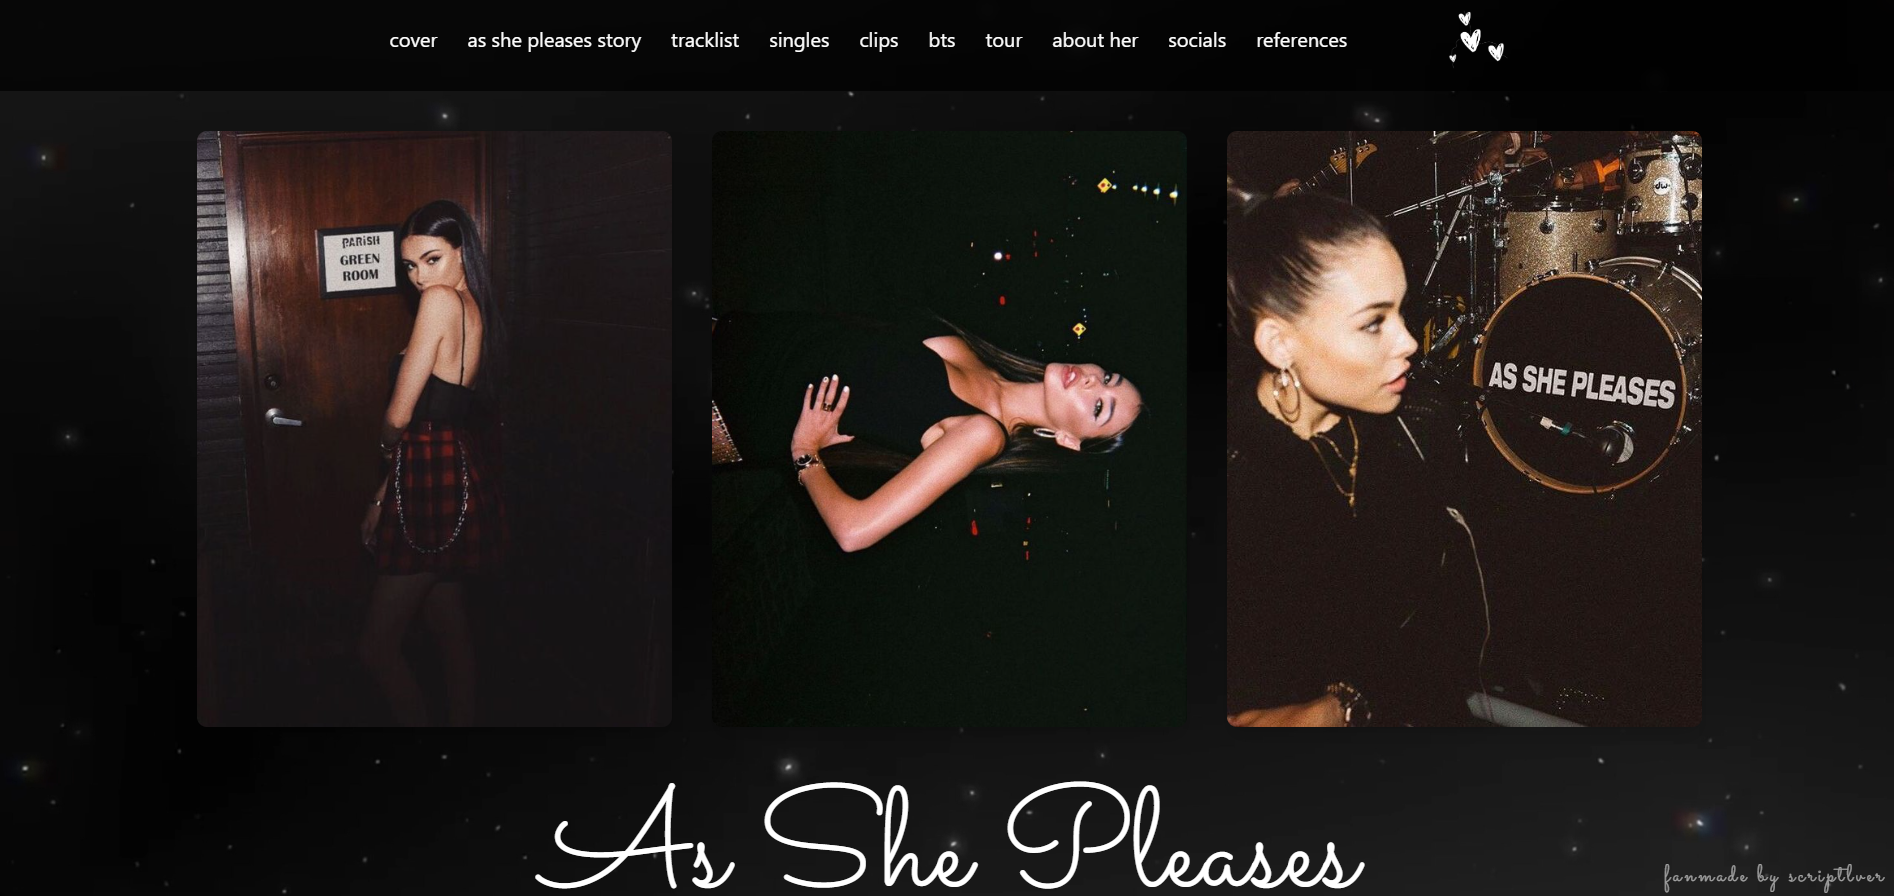 cover as she pleases story tracklist singles clips bts tour about her socials references
PARISH
GREEN
ROOM
dw
AS SHE PLEASES
As She Pleases
fanmade by scriptlver